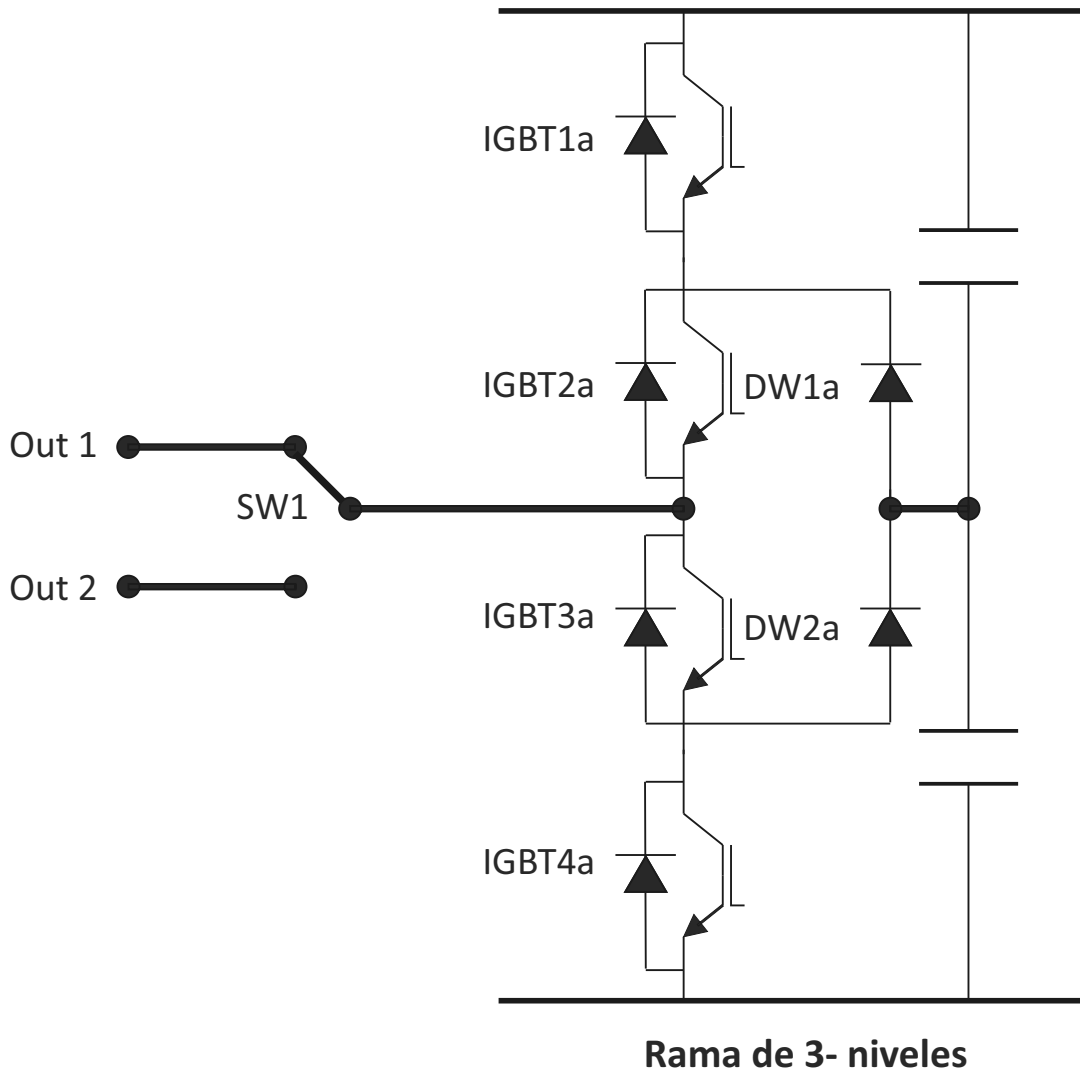 IGBT1a
IGBT2a
DW1a
Out 1
SW1
Out 2
IGBT3a
DW2a
IGBT4a
Rama de 3- niveles